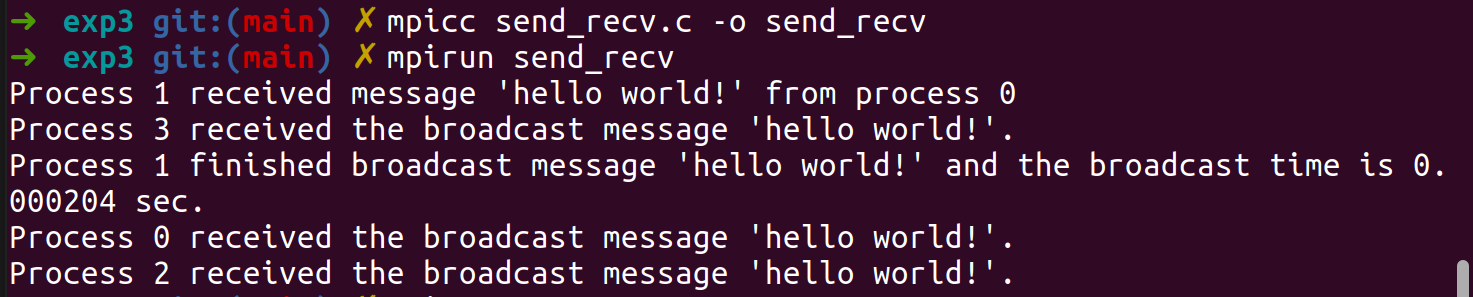 ➜ exp3 git:(main) ✗ mpicc send_recv.c -o send_recv
➜ exp3 git:(main) ✗ mpirun send_recv
Process 1 received message 'hello world!' from process 0
Process 3 received the broadcast message 'hello world!'.
Process 1 finished broadcast message 'hello world!' and the broadcast time is 0.
000204 sec.
Process 0 received the broadcast message 'hello world!'.
Process 2 received the broadcast message 'hello world!'.